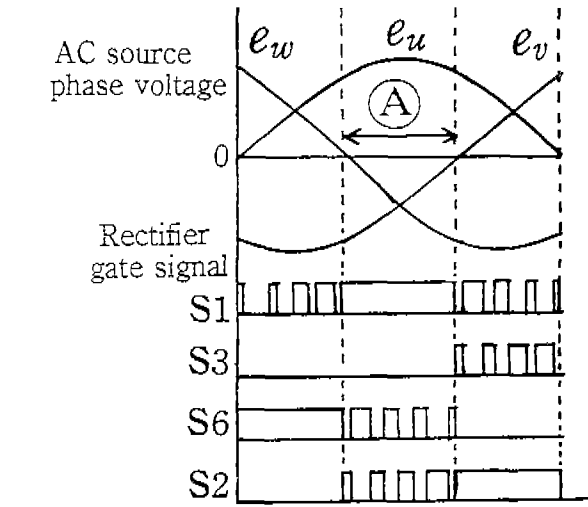 e_w e_u e_v
AC source
phase voltage
A
0
Rectifier
gate signal
S1
S3
S6
S2